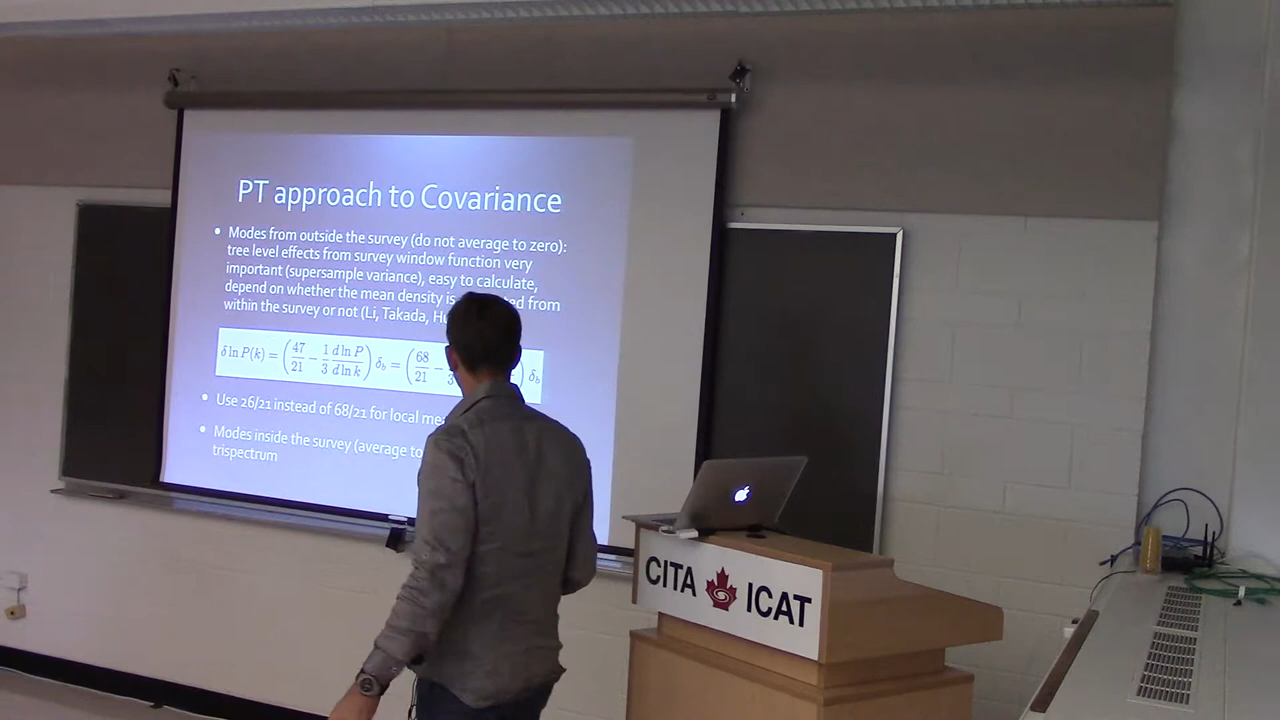 PT approach to Covariance
Modes from outside the survey (do not average to zero):
tree level effects from survey window function very
important (supersample variance), easy to calculate,
depend on whether the mean density is from
within the survey or not (Li, Takada,
δ ln P(k) = (47/21 − 1/3 d ln P/d ln k) δb = (68/21 − ) δb
Use 26/21 instead of 68/21 for local
Modes inside the survey (average to
trispectrum
CITA ICAT